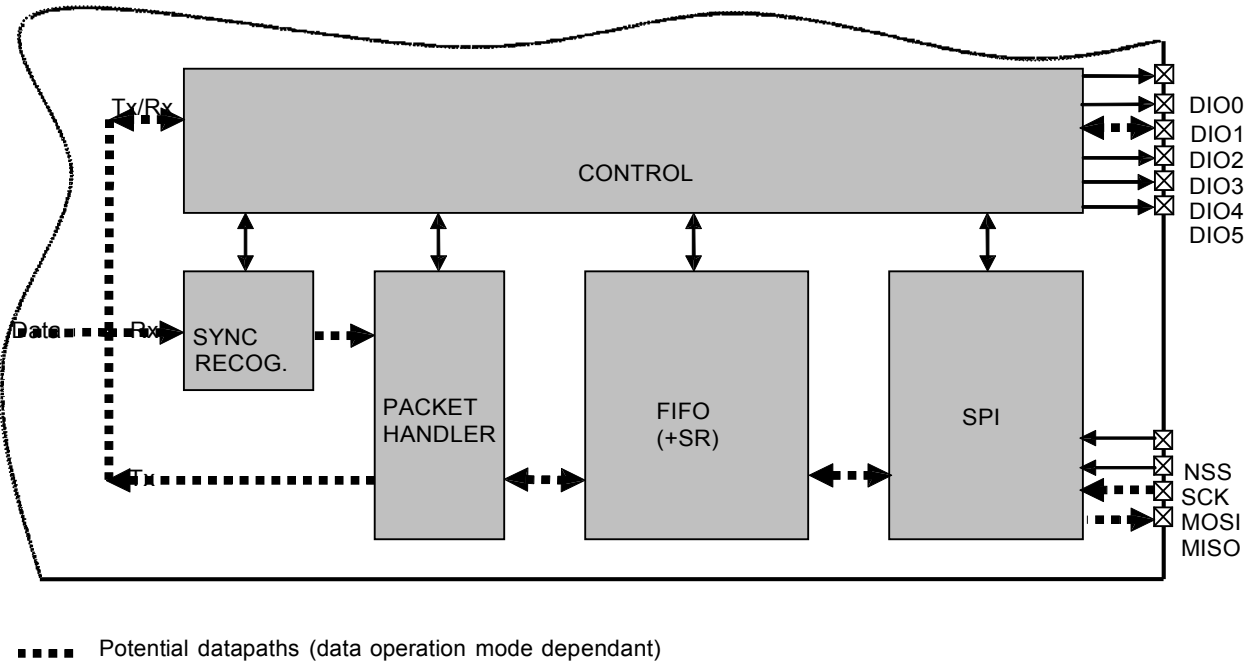 Tx/Rx
DIO0
DIO1
DIO2
DIO3
DIO4
DIO5
CONTROL
Data
Rx
SYNC
RECOG.
PACKET
HANDLER
FIFO
(+SR)
SPI
Tx
NSS
SCK
MOSI
MISO
Potential datapaths (data operation mode dependant)